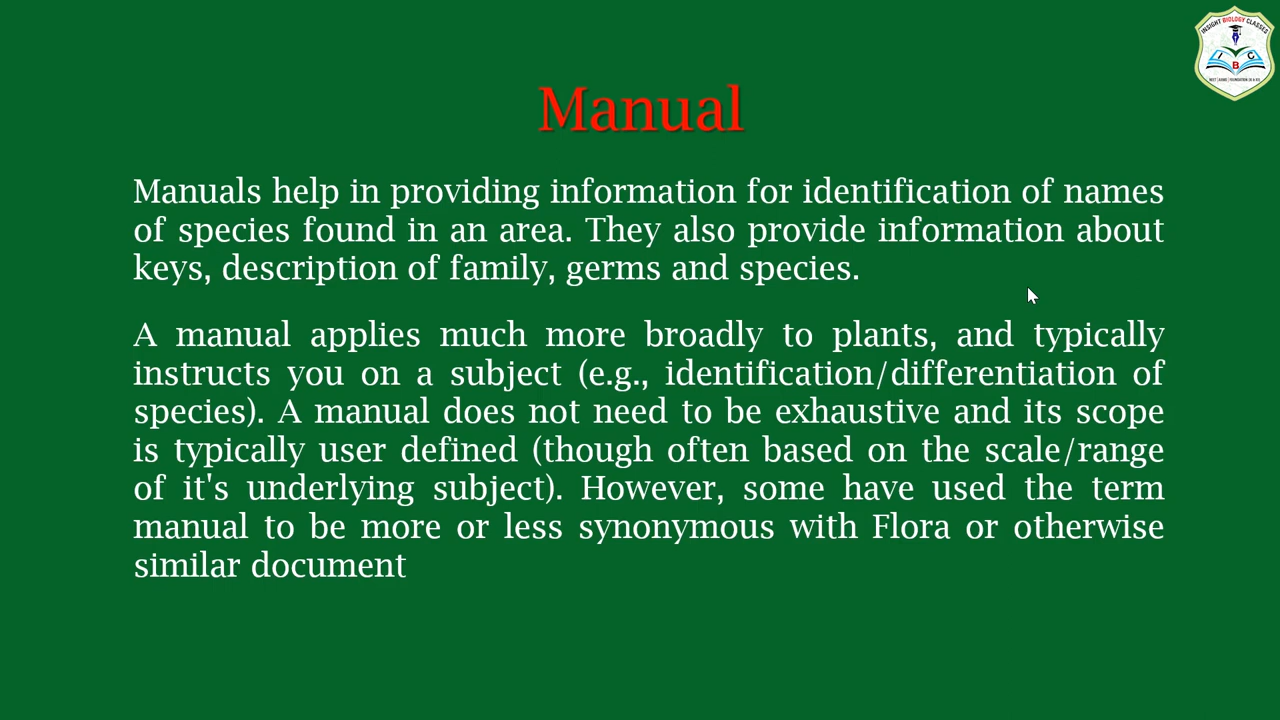 INSIGHT BIOLOGY CLASSES
I B C
Manual
Manuals help in providing information for identification of names
of species found in an area. They also provide information about
keys, description of family, germs and species.
A manual applies much more broadly to plants, and typically
instructs you on a subject (e.g., identification/differentiation of
species). A manual does not need to be exhaustive and its scope
is typically user defined (though often based on the scale/range
of it's underlying subject). However, some have used the term
manual to be more or less synonymous with Flora or otherwise
similar document